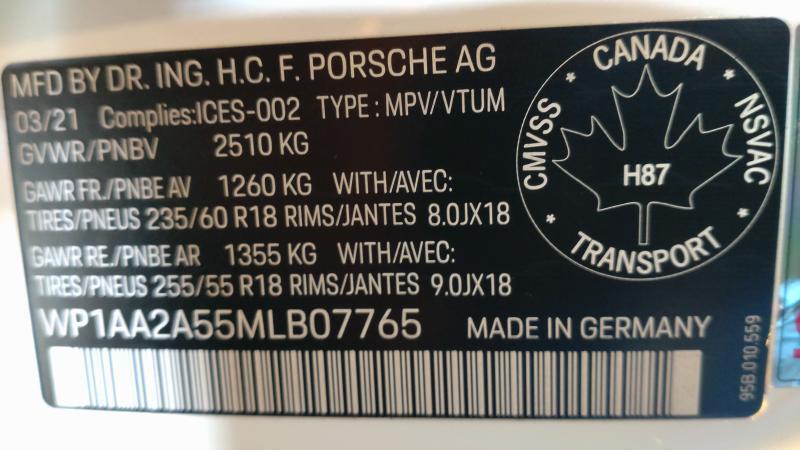 MFD BY DR. ING. H.C. F. PORSCHE AG
03/21 Complies:ICES-002 TYPE : MPV/VTUM
GVWR/PNBV 2510 KG
GAWR FR./PNBE AV 1260 KG WITH/AVEC:
TIRES/PNEUS 235/60 R18 RIMS/JANTES 8.0JX18
GAWR RE./PNBE AR 1355 KG WITH/AVEC:
TIRES/PNEUS 255/55 R18 RIMS/JANTES 9.0JX18
WP1AA2A55MLB07765 MADE IN GERMANY
CANADA
CMVSS
NSVAC
H87
TRANSPORT
95B.010.559